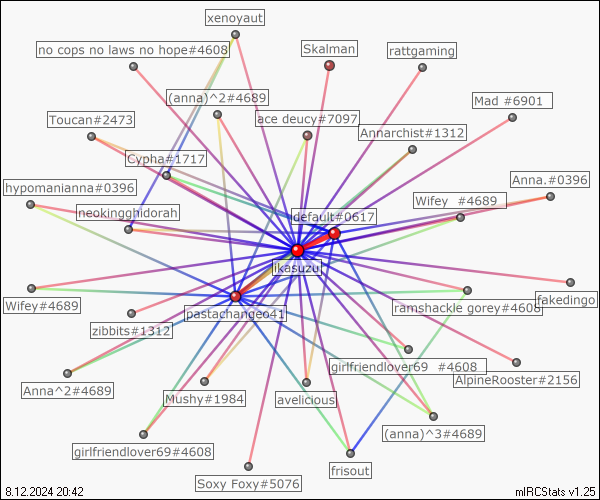 xenoyaut
no cops no laws no hope#4608
Skalman
rattgaming
(anna)^2#4689
Mad #6901
Toucan#2473
ace deucy#7097
Annarchist#1312
Cypha#1717
hypomanianna#0396
Anna.#0396
Wifey #4689
neokingghidorah
default#0617
likasuzu
Wifey#4689
pastachangeo41
ramshackle gorey#4608
fakedingo
zibbits#1312
girlfriendlover69 #4608
AlpineRooster#2156
Anna^2#4689
Mushy#1984
avelicious
(anna)^3#4689
girlfriendlover69#4608
frisout
Soxy Foxy#5076
8.12.2024 20:42
mIRCStats v1.25